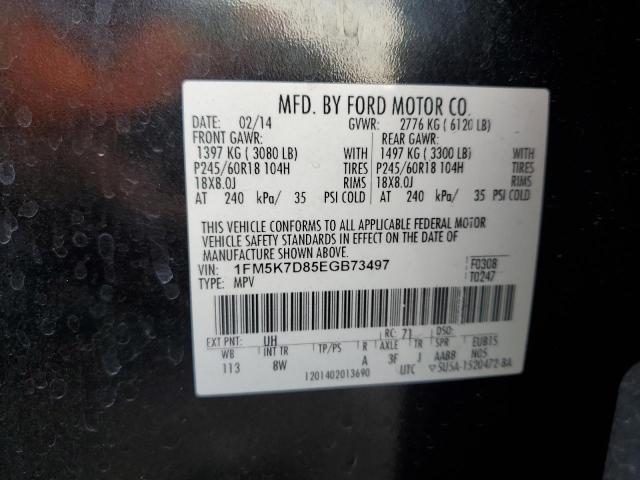 MFD. BY FORD MOTOR CO.
DATE: 02/14 GVWR: 2776 KG ( 6120 LB)
FRONT GAWR: REAR GAWR:
1397 KG ( 3080 LB) WITH 1497 KG ( 3300 LB) WITH
P245/60R18 104H TIRES P245/60R18 104H TIRES
18X8.0J RIMS 18X8.0J RIMS
AT 240 kPa/ 35 PSI COLD AT 240 kPa/ 35 PSI COLD
THIS VEHICLE CONFORMS TO ALL APPLICABLE FEDERAL MOTOR
VEHICLE SAFETY STANDARDS IN EFFECT ON THE DATE OF
MANUFACTURE SHOWN ABOVE.
VIN: 1FM5K7D85EGB73497 F0308
TYPE: MPV T0247
EXT PNT: UH RC: 71 DSO:
WB INT TR TP/PS R AXLE TR SPR EUB15
113 8W A 3F J AABB N05
1201402013690 UTC ▽5U5A-1520472-BA